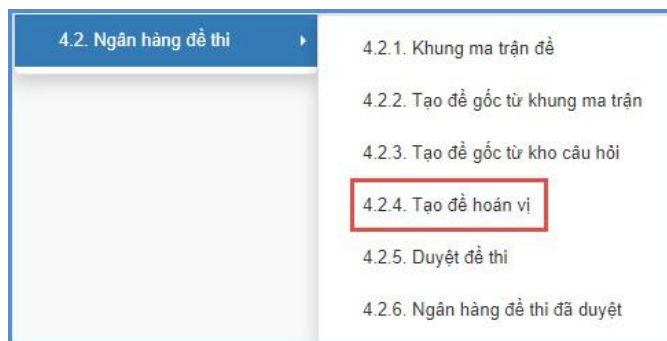 4.2. Ngân hàng đề thi
4.2.1. Khung ma trận đề
4.2.2. Tạo đề gốc từ khung ma trận
4.2.3. Tạo đề gốc từ kho câu hỏi
4.2.4. Tạo đề hoán vị
4.2.5. Duyệt đề thi
4.2.6. Ngân hàng đề thi đã duyệt